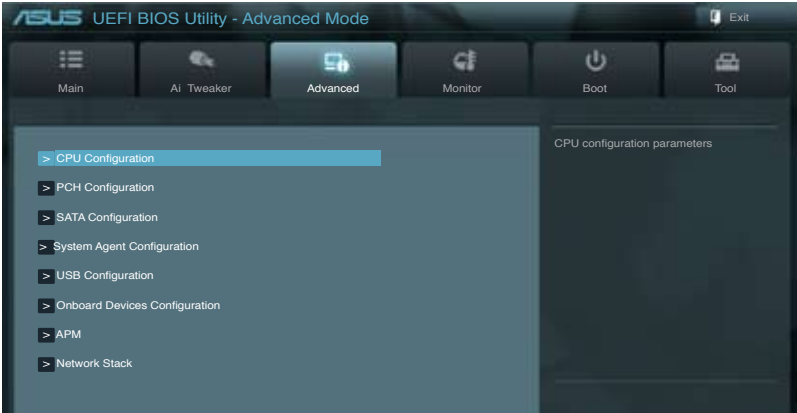 ASUS UEFI BIOS Utility - Advanced Mode
Exit
Main
Ai Tweaker
Advanced
Monitor
Boot
Tool
> CPU Configuration
> PCH Configuration
> SATA Configuration
> System Agent Configuration
> USB Configuration
> Onboard Devices Configuration
> APM
> Network Stack
CPU configuration parameters